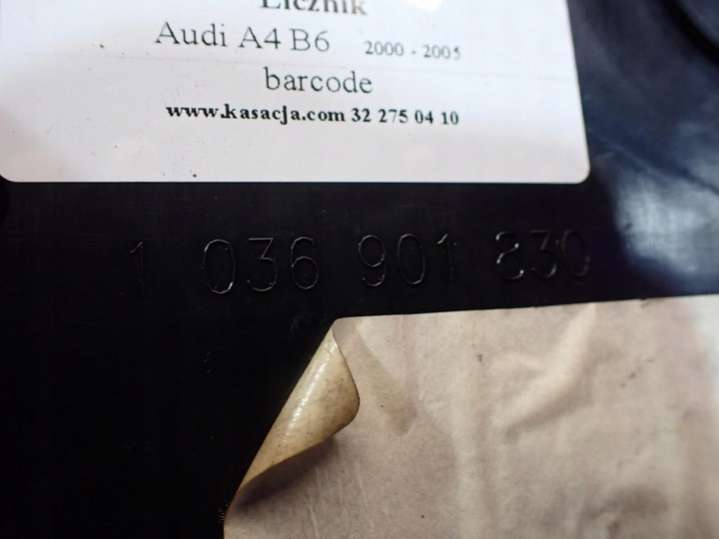 Licznik
Audi A4 B6 2000 - 2005
barcode
www.kasacja.com 32 275 04 10
1 036 901 830